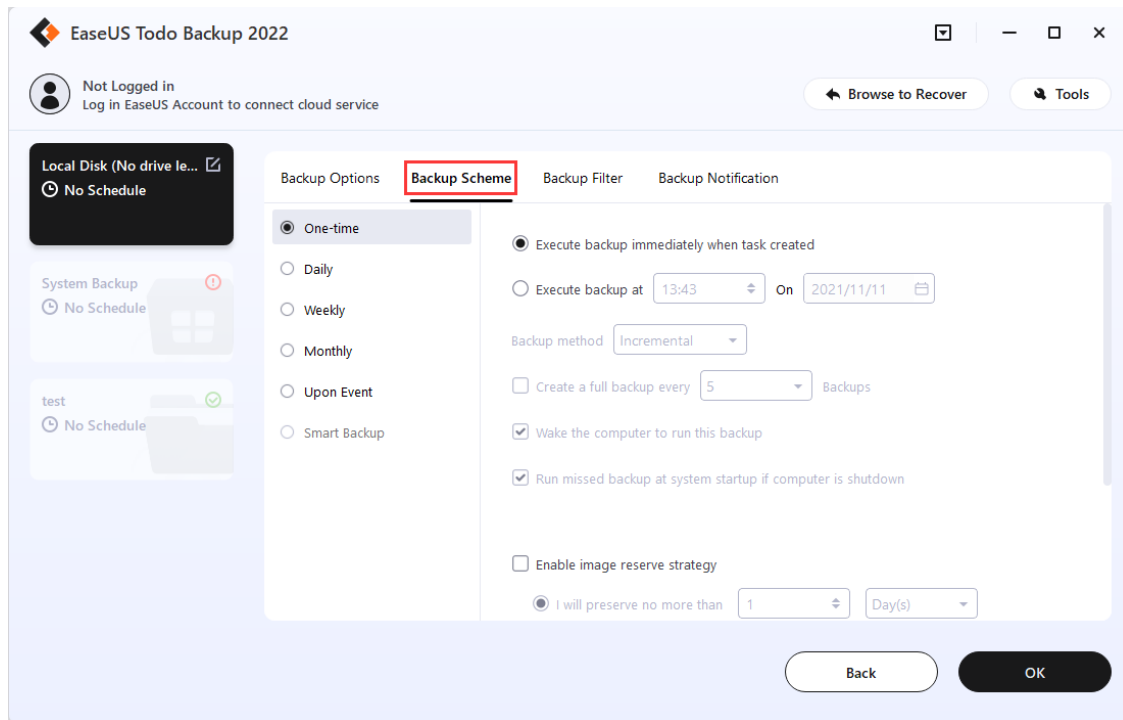 EaseUS Todo Backup 2022
Not Logged in
Log in EaseUS Account to connect cloud service
Browse to Recover
Tools
Local Disk (No drive le...
No Schedule
System Backup
No Schedule
test
No Schedule
Backup Options Backup Scheme Backup Filter Backup Notification
One-time
Daily
Weekly
Monthly
Upon Event
Smart Backup
Execute backup immediately when task created
Execute backup at 13:43 On 2021/11/11
Backup method Incremental
Create a full backup every 5 Backups
Wake the computer to run this backup
Run missed backup at system startup if computer is shutdown
Enable image reserve strategy
I will preserve no more than 1 Day(s)
Back
OK